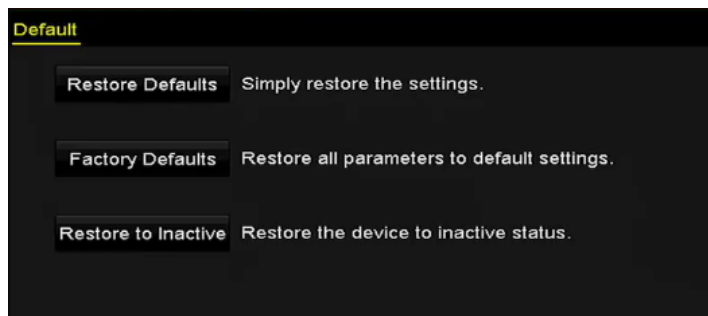 Default
Restore Defaults Simply restore the settings.
Factory Defaults Restore all parameters to default settings.
Restore to Inactive Restore the device to inactive status.